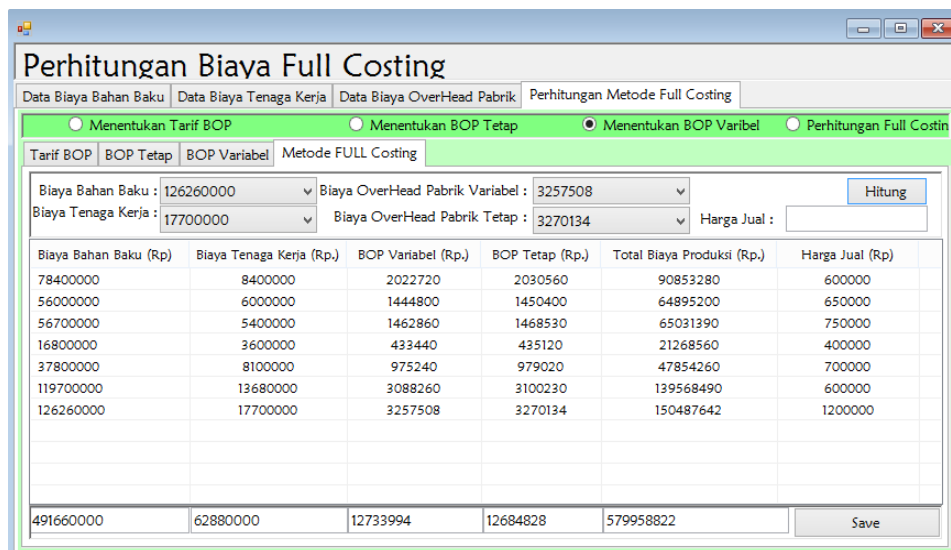 Perhitungan Biaya Full Costing
Data Biaya Bahan Baku Data Biaya Tenaga Kerja Data Biaya OverHead Pabrik Perhitungan Metode Full Costing
Menentukan Tarif BOP Menentukan BOP Tetap Menentukan BOP Varibel Perhitungan Full Costin
Tarif BOP BOP Tetap BOP Variabel Metode FULL Costing
Biaya Bahan Baku : 126260000 Biaya OverHead Pabrik Variabel : 3257508 Hitung
Biaya Tenaga Kerja : 17700000 Biaya OverHead Pabrik Tetap : 3270134 Harga Jual :
Biaya Bahan Baku (Rp) Biaya Tenaga Kerja (Rp.) BOP Variabel (Rp.) BOP Tetap (Rp.) Total Biaya Produksi (Rp.) Harga Jual (Rp)
78400000 8400000 2022720 2030560 90853280 600000
56000000 6000000 1444800 1450400 64895200 650000
56700000 5400000 1462860 1468530 65031390 750000
16800000 3600000 433440 435120 21268560 400000
37800000 8100000 975240 979020 47854260 700000
119700000 13680000 3088260 3100230 139568490 600000
126260000 17700000 3257508 3270134 150487642 1200000
491660000 62880000 12733994 12684828 579958822 Save